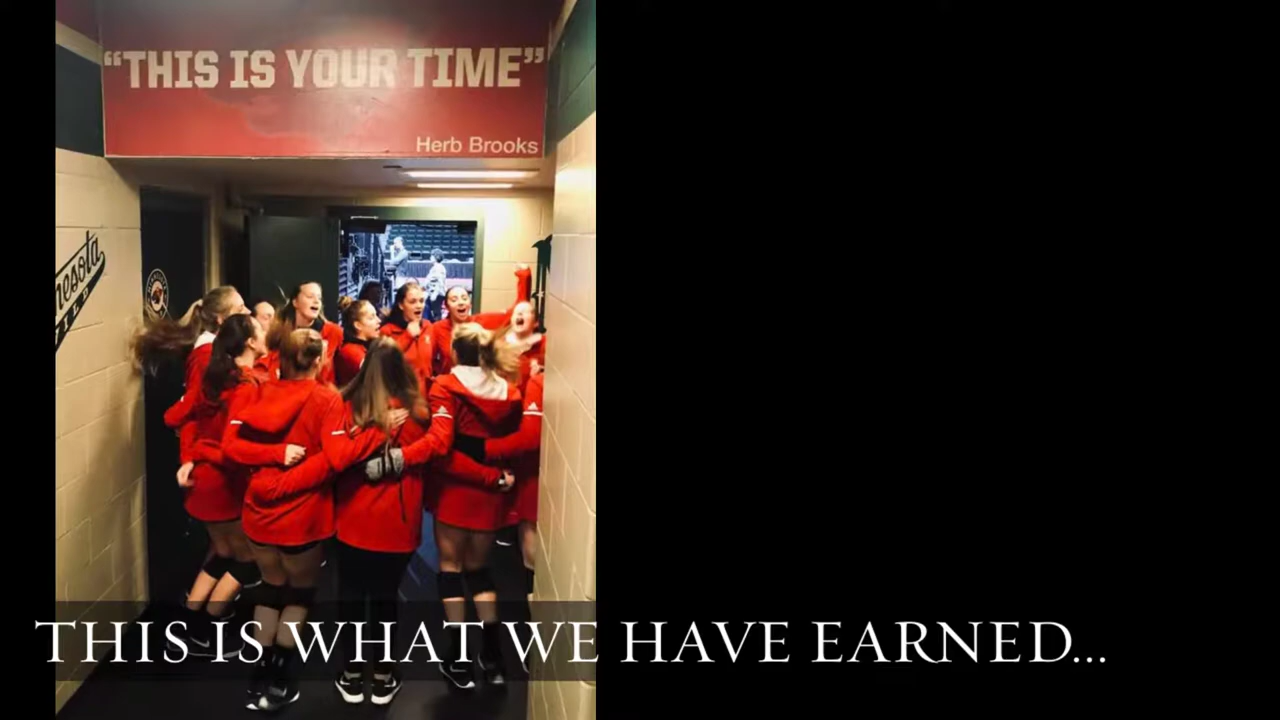 “THIS IS YOUR TIME”
Herb Brooks
THIS IS WHAT WE HAVE EARNED...